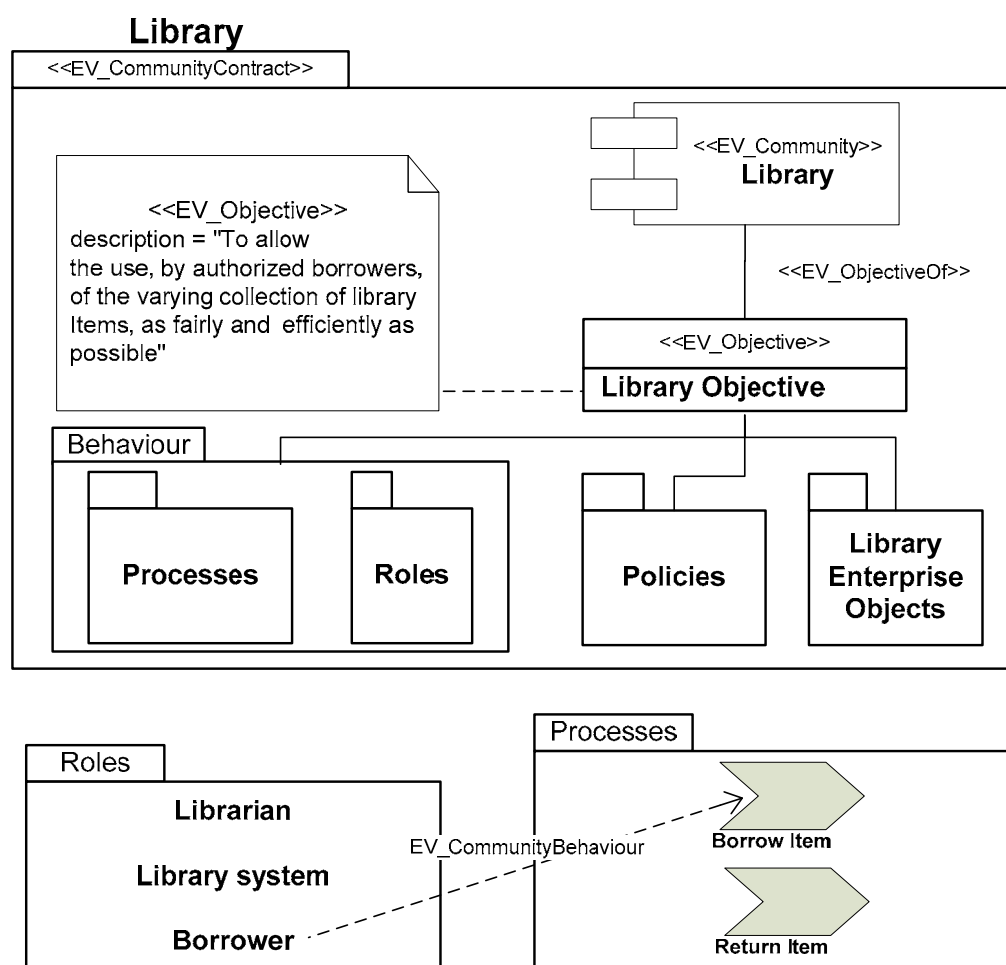 Library
<<EV_CommunityContract>>
<<EV_Community>>
Library
<<EV_Objective>>
description = "To allow
the use, by authorized borrowers,
of the varying collection of library
Items, as fairly and efficiently as
possible"
<<EV_ObjectiveOf>>
<<EV_Objective>>
Library Objective
Behaviour
Processes
Roles
Policies
Library
Enterprise
Objects
Roles
Librarian
Library system
Borrower
EV_CommunityBehaviour
Processes
Borrow Item
Return Item